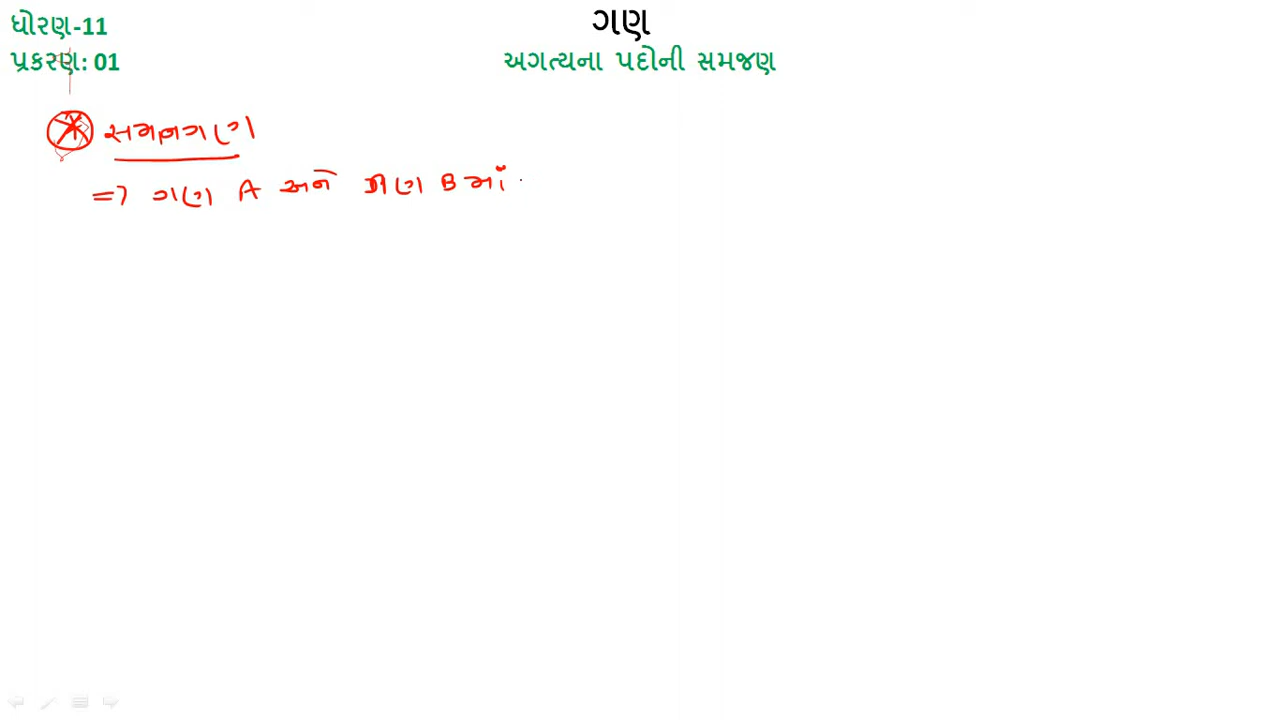 ધોરણ-11
ગણ
પ્રકરણ: 01
અગત્યના પદોની સમજણ
સમાનગણ
=> ગણ A અને ગણ B માં